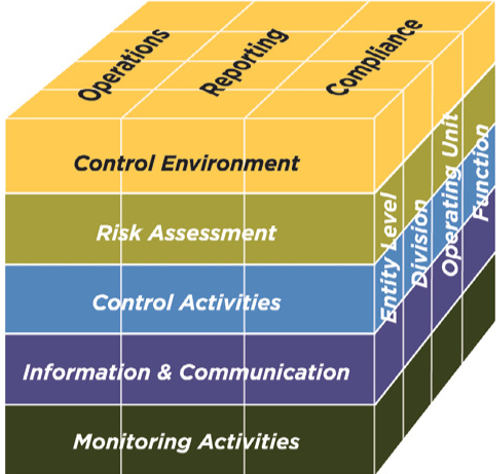 Operations
Reporting
Compliance
Control Environment
Risk Assessment
Control Activities
Information & Communication
Monitoring Activities
Entity Level
Division
Operating Unit
Function